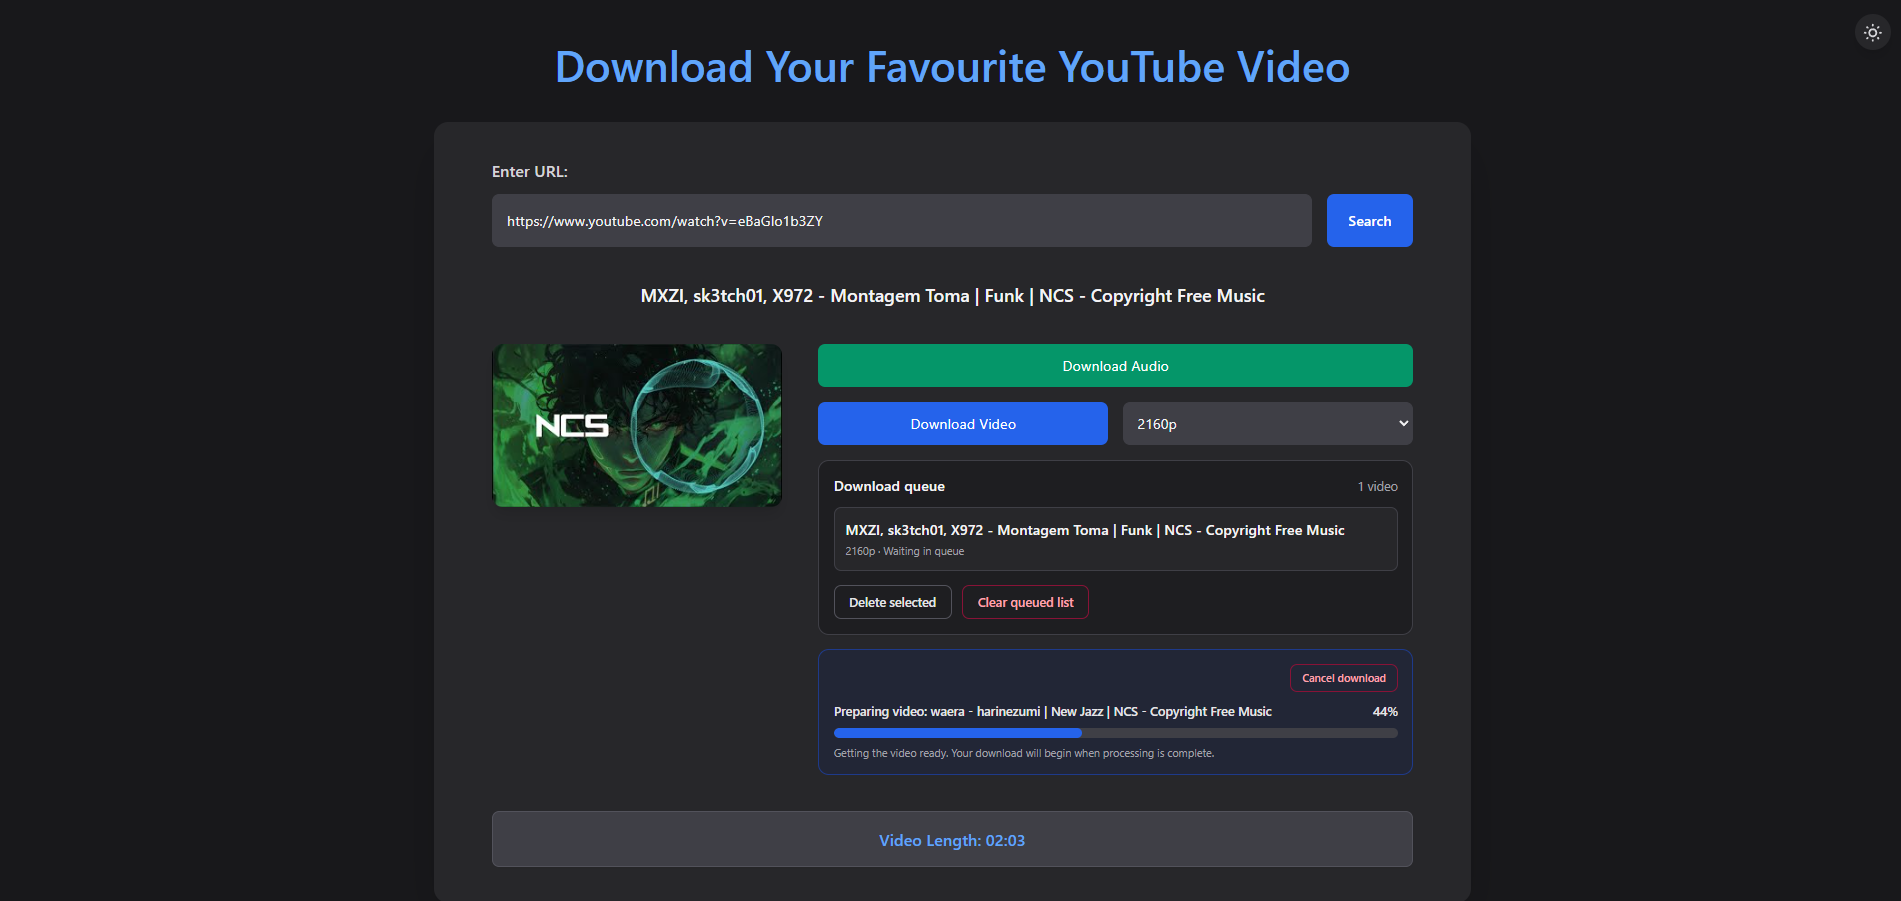 Download Your Favourite YouTube Video
Enter URL:
https://www.youtube.com/watch?v=eBaGlo1b3ZY
Search
MXZI, sk3tch01, X972 - Montagem Toma | Funk | NCS - Copyright Free Music
NCS
Download Audio
Download Video
2160p
Download queue
1 video
MXZI, sk3tch01, X972 - Montagem Toma | Funk | NCS - Copyright Free Music
2160p · Waiting in queue
Delete selected
Clear queued list
Cancel download
Preparing video: waera - harinezumi | New Jazz | NCS - Copyright Free Music
44%
Getting the video ready. Your download will begin when processing is complete.
Video Length: 02:03